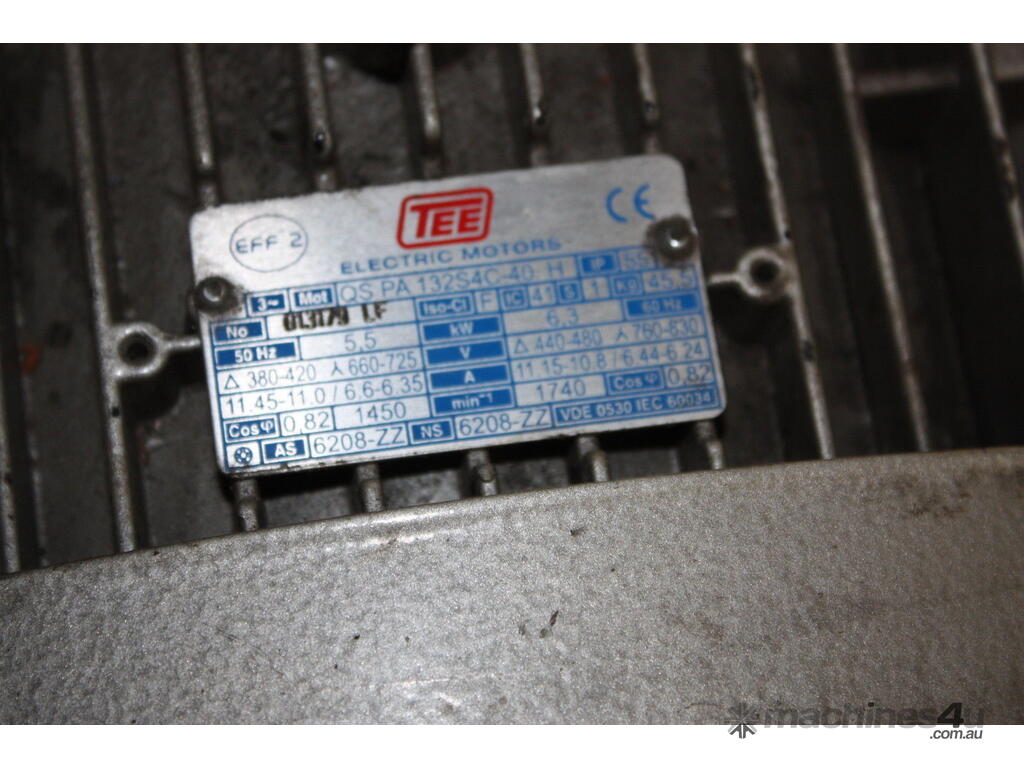 EFF 2 TEE CE
ELECTRIC MOTORS
3~ Mot QS PA 132S4C-40 H IP 55
No 013179 LF Iso-Cl F IC 41 S 1 Kg 45,5
50 Hz 5,5 kW 6,3 60 Hz
△ 380-420 ⅄ 660-725 V △ 440-480 ⅄ 760-830
11.45-11.0 / 6,6-6.35 A 11.15-10.8 / 6.44-6.24
Cosφ 0,82 1450 min⁻¹ 1740 Cosφ 0,82
AS 6208-ZZ NS 6208-ZZ VDE 0530 IEC 60034
machines4u
.com.au